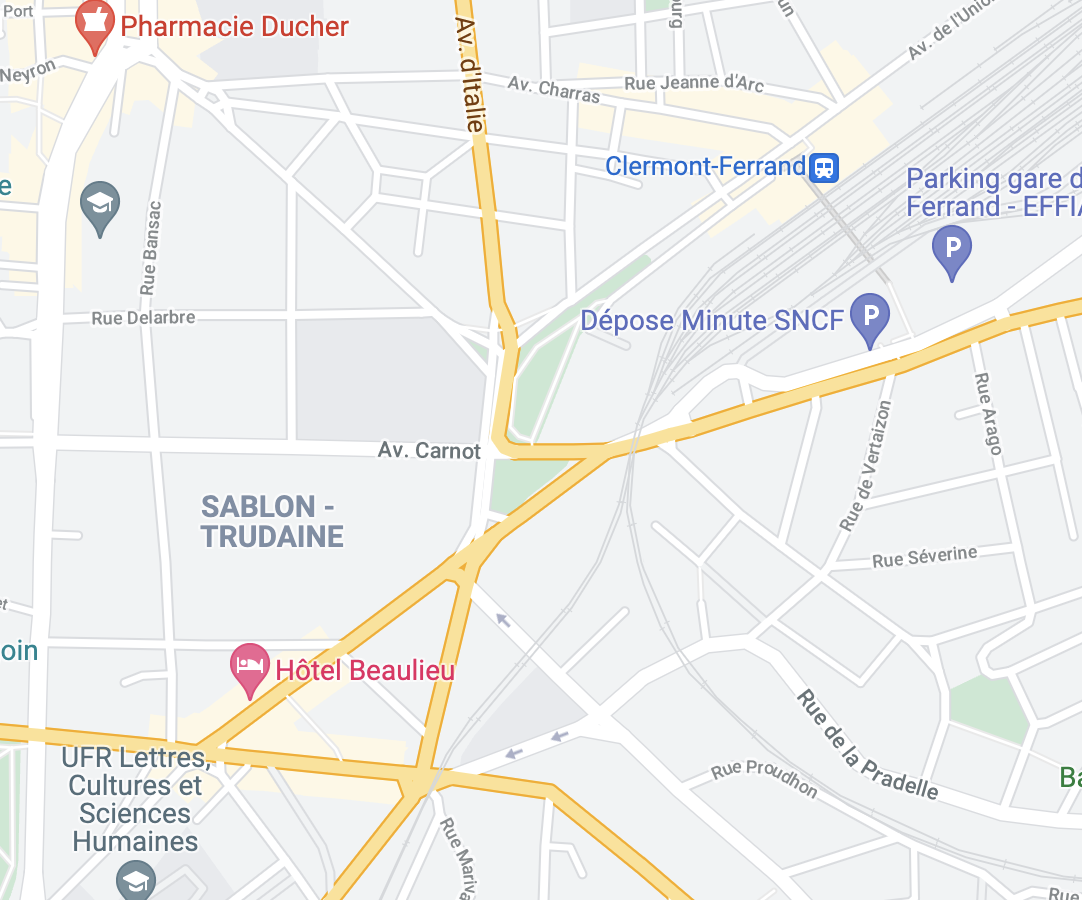 Port
Pharmacie Ducher
Neyron
Av. d'Italie
Av. de l'Union
Av. Charras
Rue Jeanne d'Arc
Clermont-Ferrand
Parking gare d
Ferrand - EFFIA
Rue Bansac
Rue Delarbre
Dépose Minute SNCF
Rue Arago
Rue de Vertaizon
Av. Carnot
SABLON -
TRUDAINE
Rue Séverine
oin
Hôtel Beaulieu
Rue de la Pradelle
UFR Lettres,
Cultures et
Sciences
Humaines
Rue Proudhon
Bâ
Rue Mariva
Rue